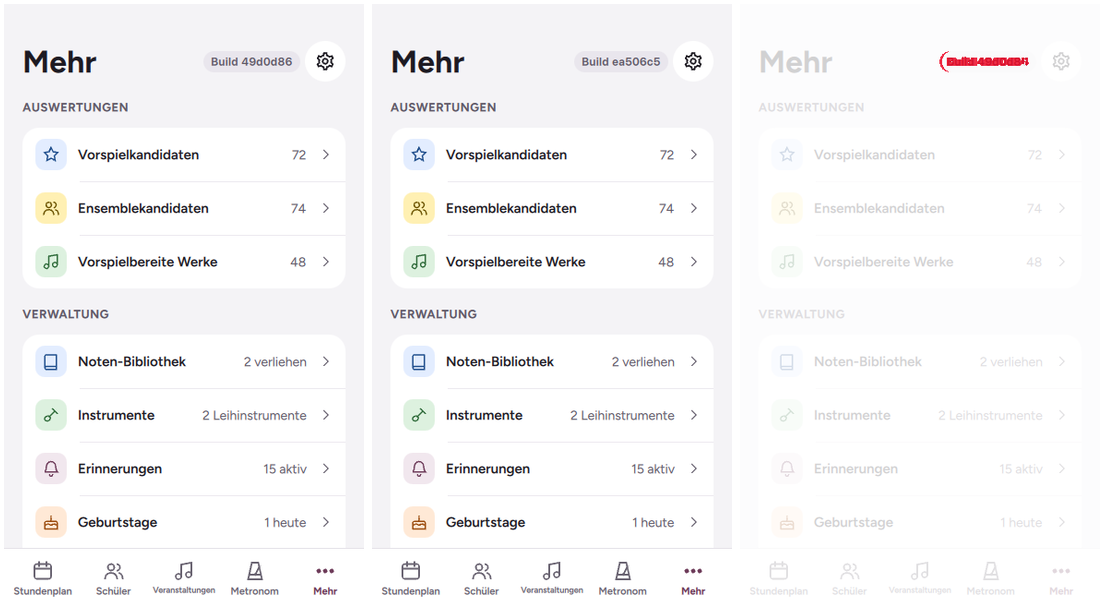 Mehr
Build 49d0d86
AUSWERTUNGEN
Vorspielkandidaten 72
Ensemblekandidaten 74
Vorspielbereite Werke 48
VERWALTUNG
Noten-Bibliothek 2 verliehen
Instrumente 2 Leihinstrumente
Erinnerungen 15 aktiv
Geburtstage 1 heute
Stundenplan Schüler Veranstaltungen Metronom Mehr
Mehr
Build ea506c5
AUSWERTUNGEN
Vorspielkandidaten 72
Ensemblekandidaten 74
Vorspielbereite Werke 48
VERWALTUNG
Noten-Bibliothek 2 verliehen
Instrumente 2 Leihinstrumente
Erinnerungen 15 aktiv
Geburtstage 1 heute
Stundenplan Schüler Veranstaltungen Metronom Mehr
Mehr
AUSWERTUNGEN
Vorspielkandidaten 72
Ensemblekandidaten 74
Vorspielbereite Werke 48
VERWALTUNG
Noten-Bibliothek 2 verliehen
Instrumente 2 Leihinstrumente
Erinnerungen 15 aktiv
Geburtstage 1 heute
Stundenplan Schüler Veranstaltungen Metronom Mehr